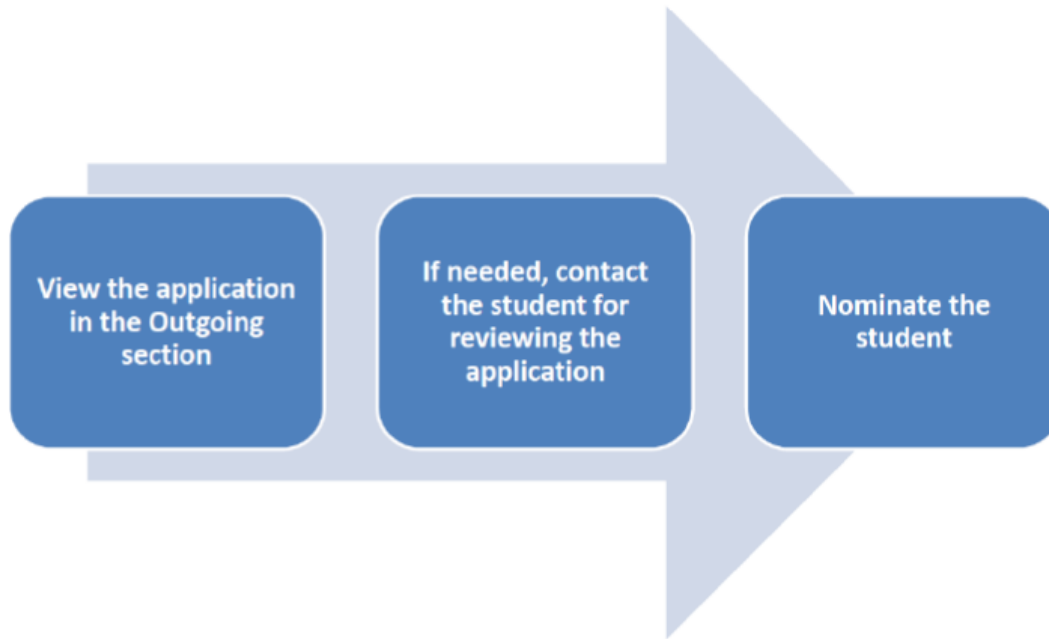 View the application
in the Outgoing
section
If needed, contact
the student for
reviewing the
application
Nominate the
student